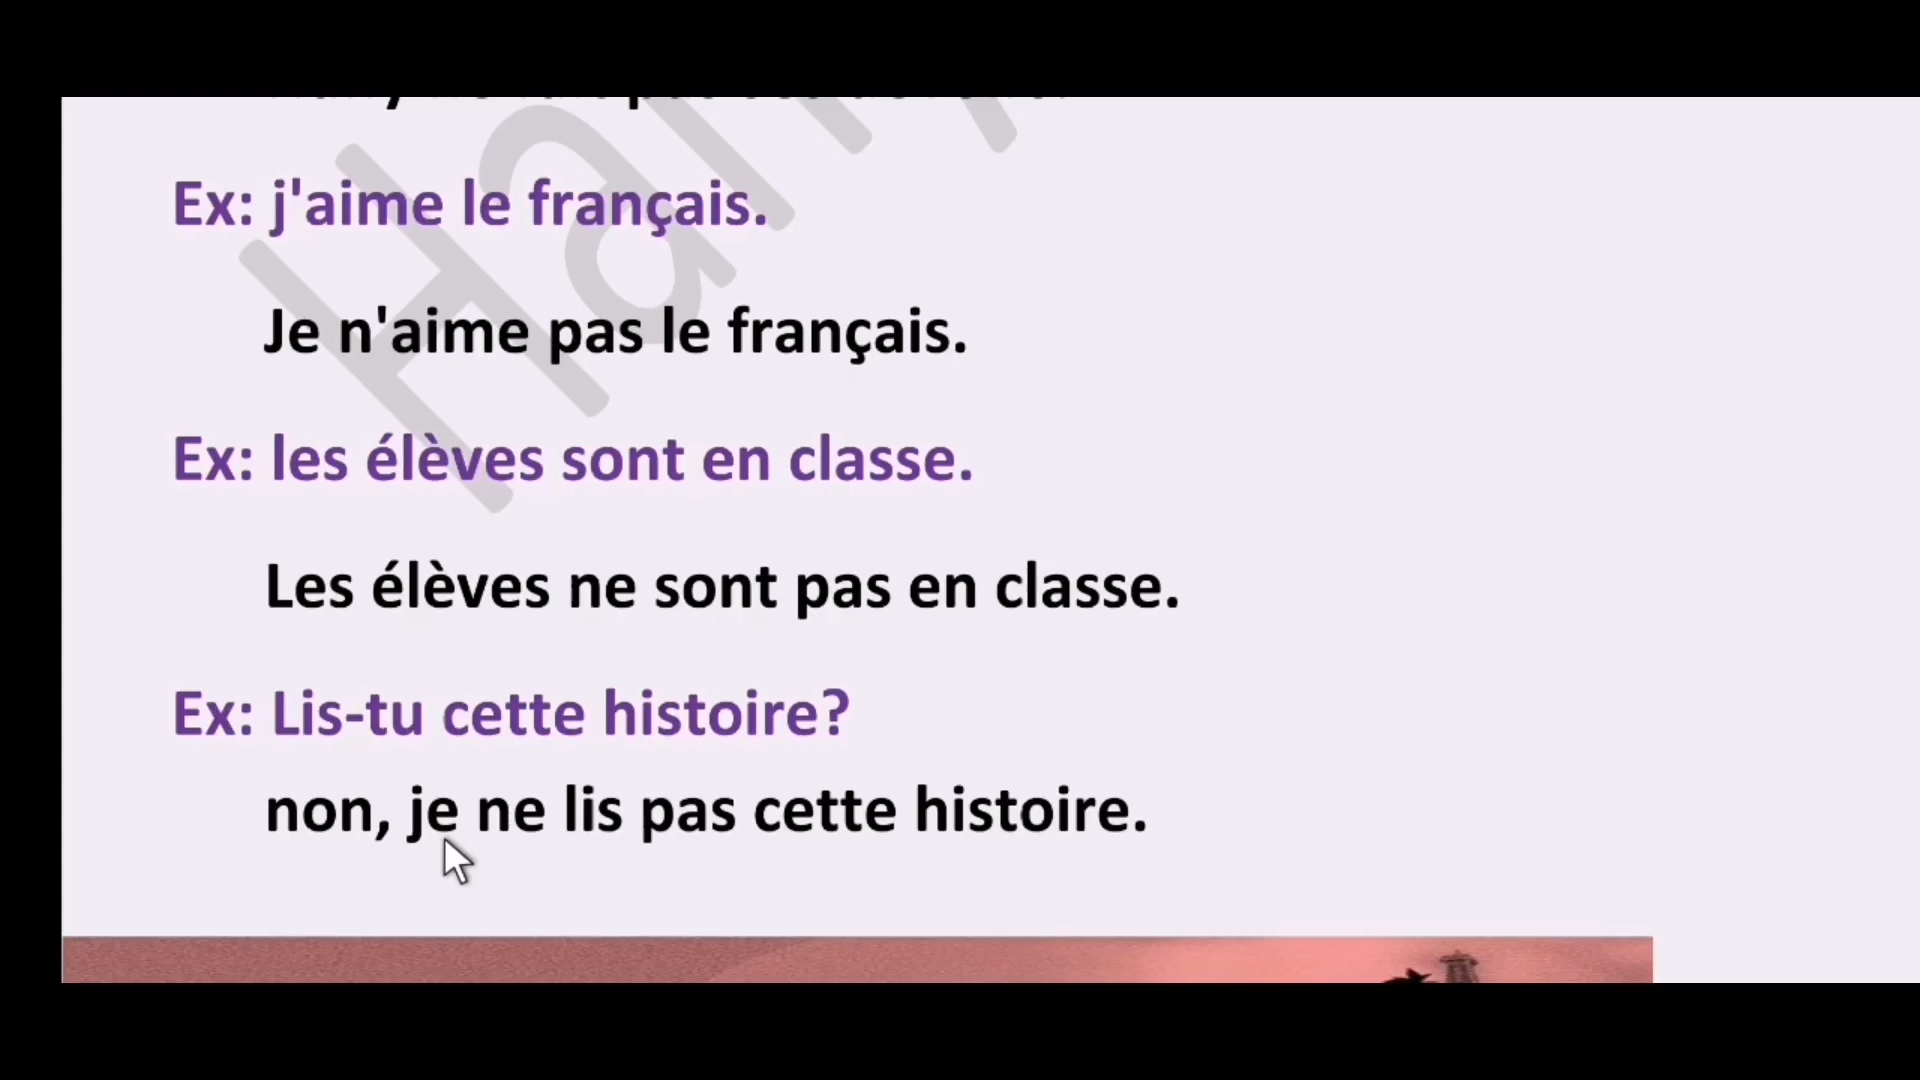 Ex: j'aime le français.
Je n'aime pas le français.
Ex: les élèves sont en classe.
Les élèves ne sont pas en classe.
Ex: Lis-tu cette histoire?
non, je ne lis pas cette histoire.